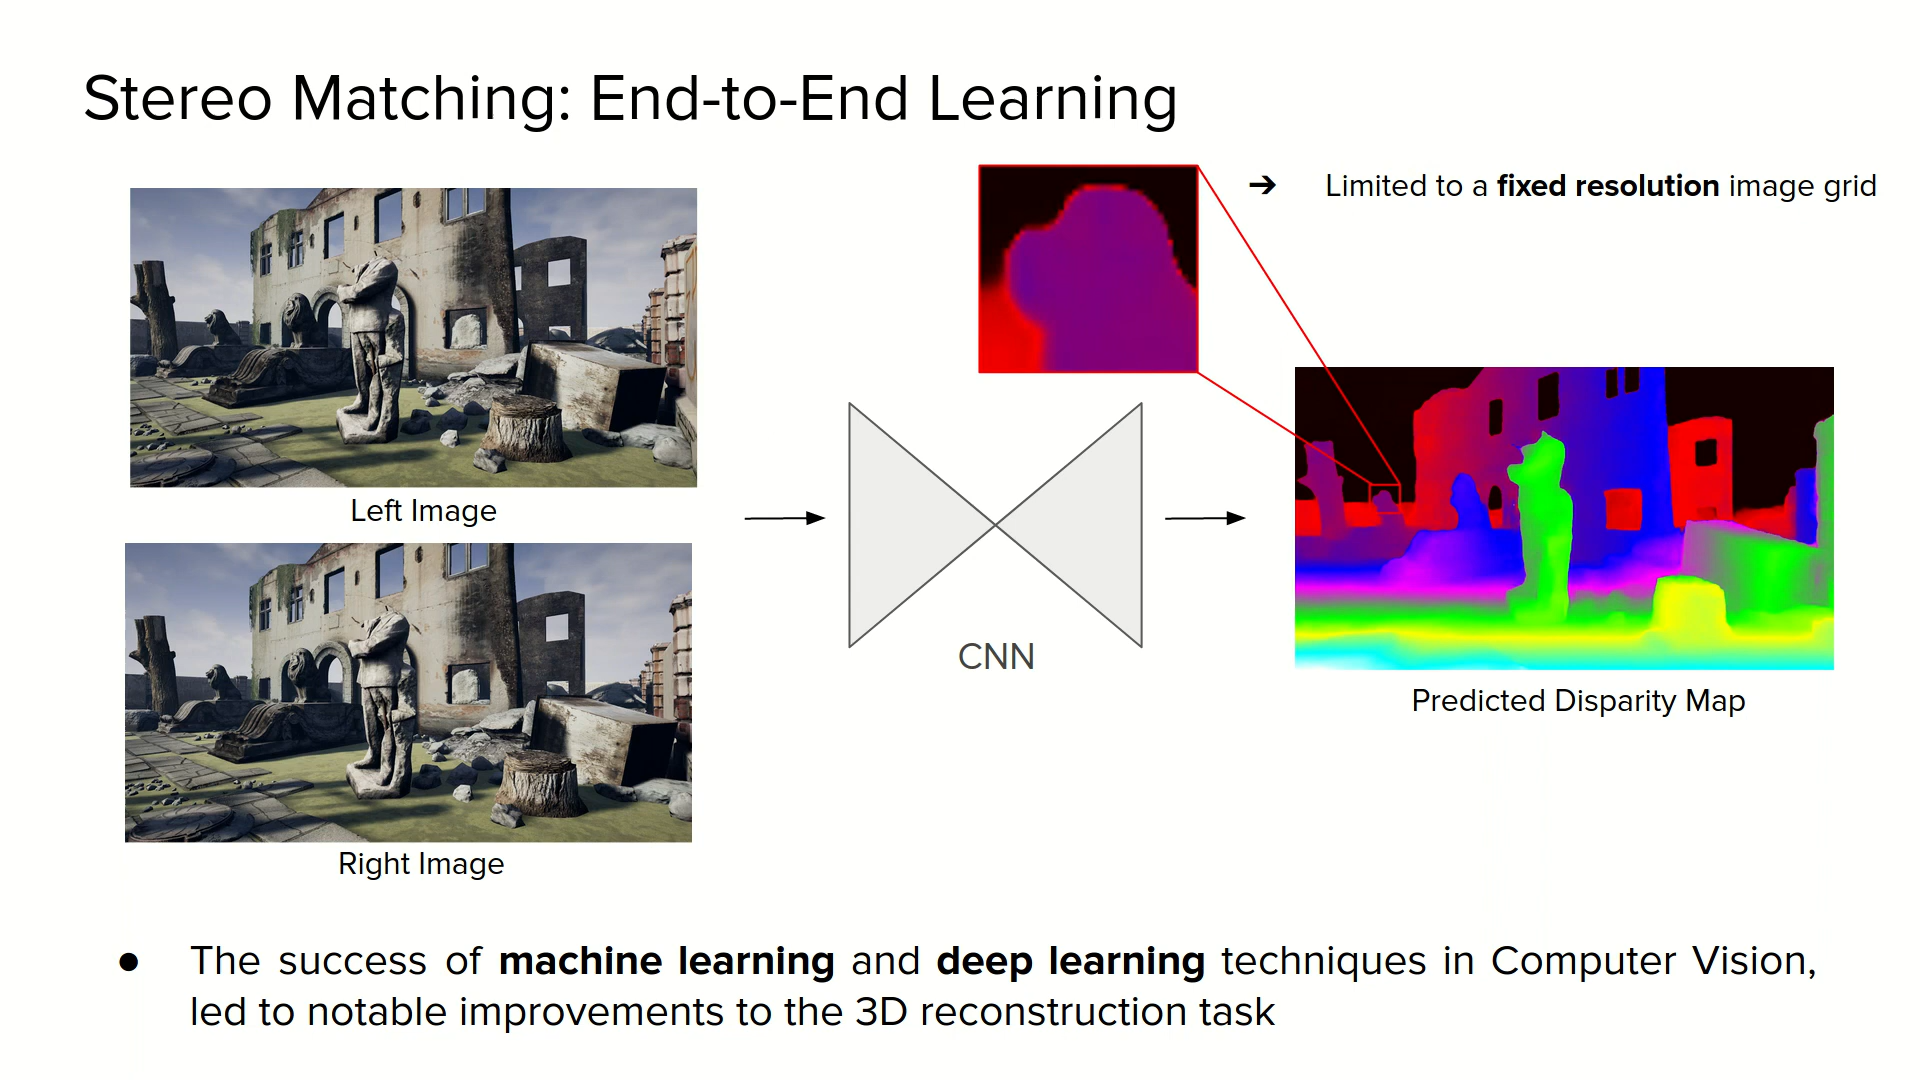 Stereo Matching: End-to-End Learning
➔ Limited to a fixed resolution image grid
Left Image
CNN
Predicted Disparity Map
Right Image
● The success of machine learning and deep learning techniques in Computer Vision,
led to notable improvements to the 3D reconstruction task